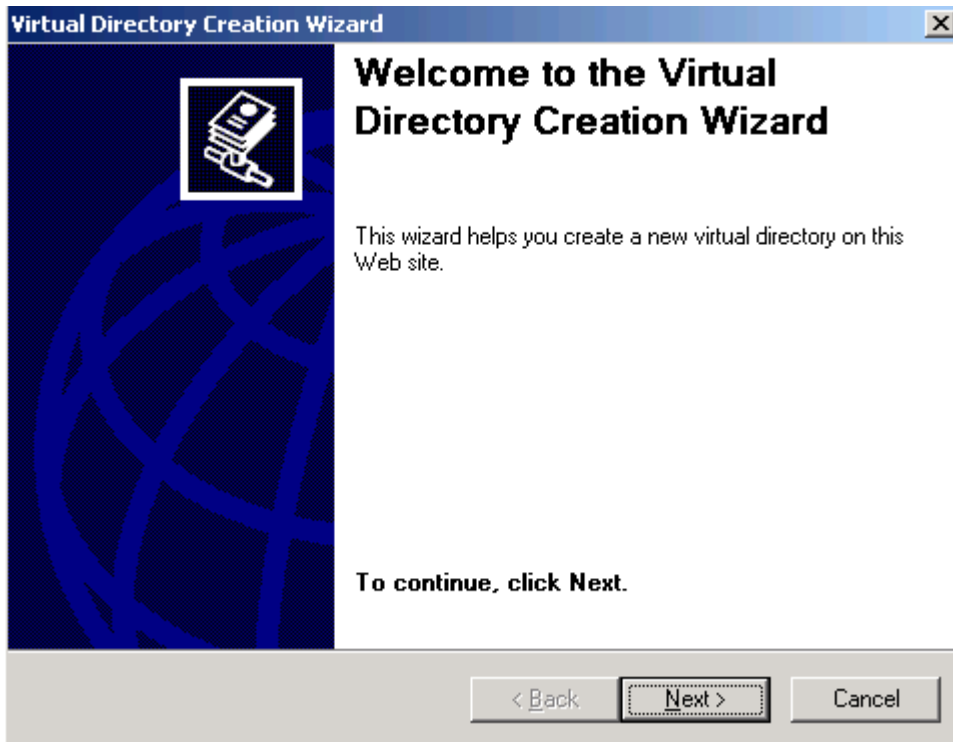 Virtual Directory Creation Wizard
Welcome to the Virtual
Directory Creation Wizard
This wizard helps you create a new virtual directory on this
Web site.
To continue, click Next.
< Back
Next >
Cancel